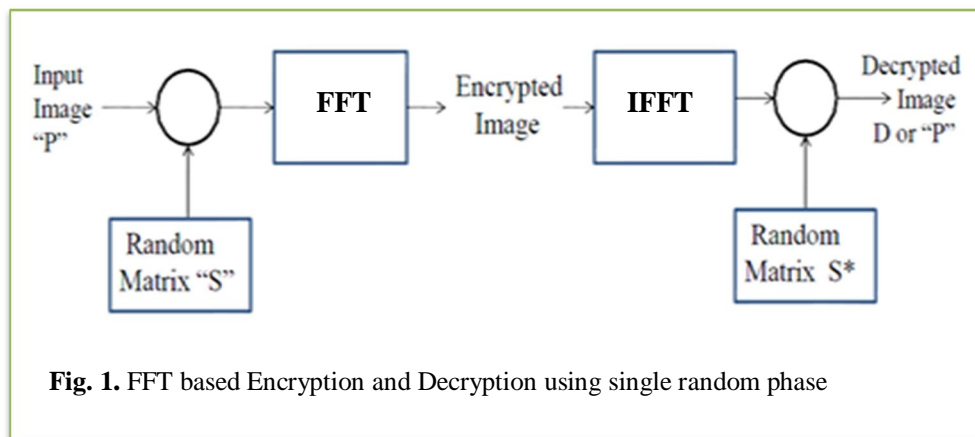 Input
Image
“P”
Random
Matrix “S”
FFT
Encrypted
Image
IFFT
Random
Matrix S*
Decrypted
Image
D or “P”
Fig. 1. FFT based Encryption and Decryption using single random phase